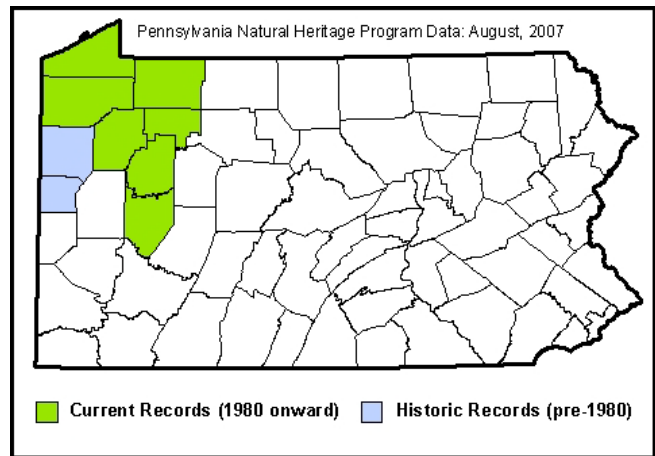 Pennsylvania Natural Heritage Program Data: August, 2007
Current Records (1980 onward)
Historic Records (pre-1980)